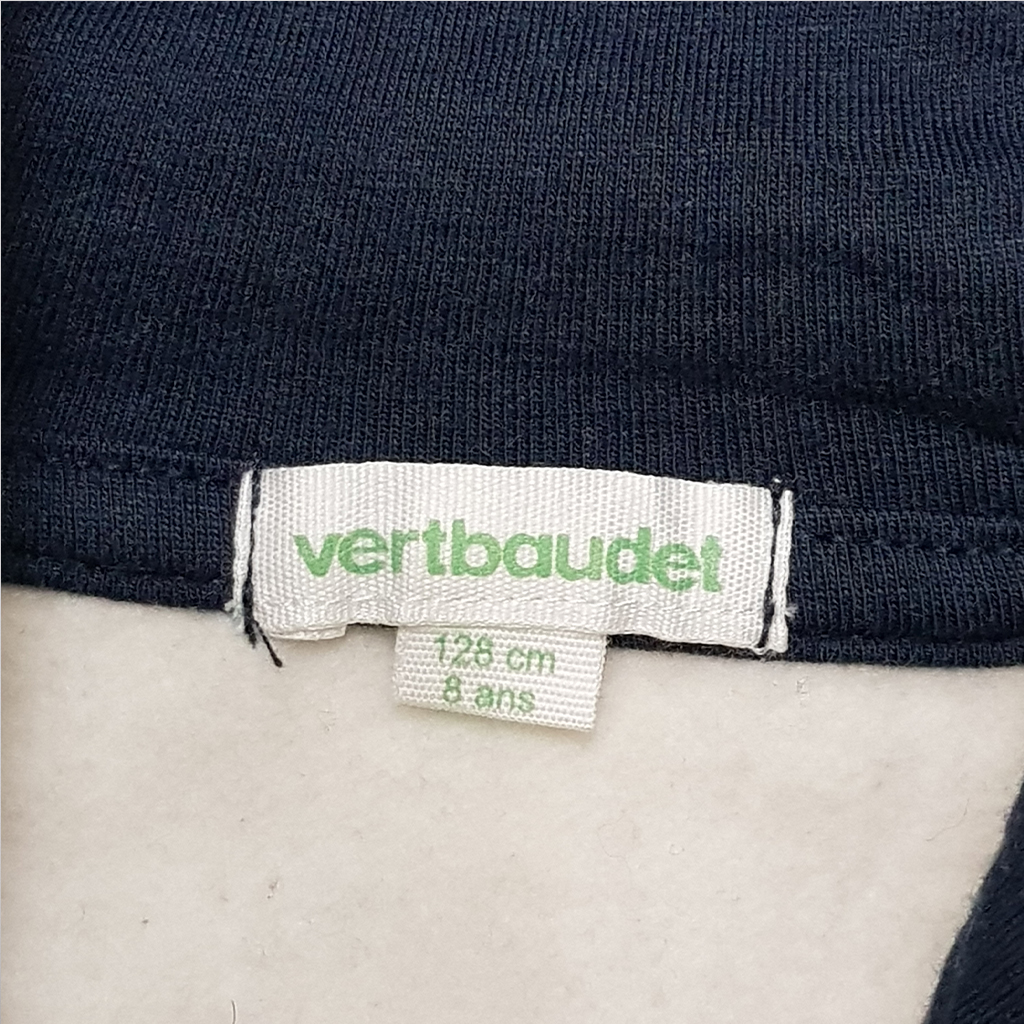 vertbaudet
128 cm
8 ans